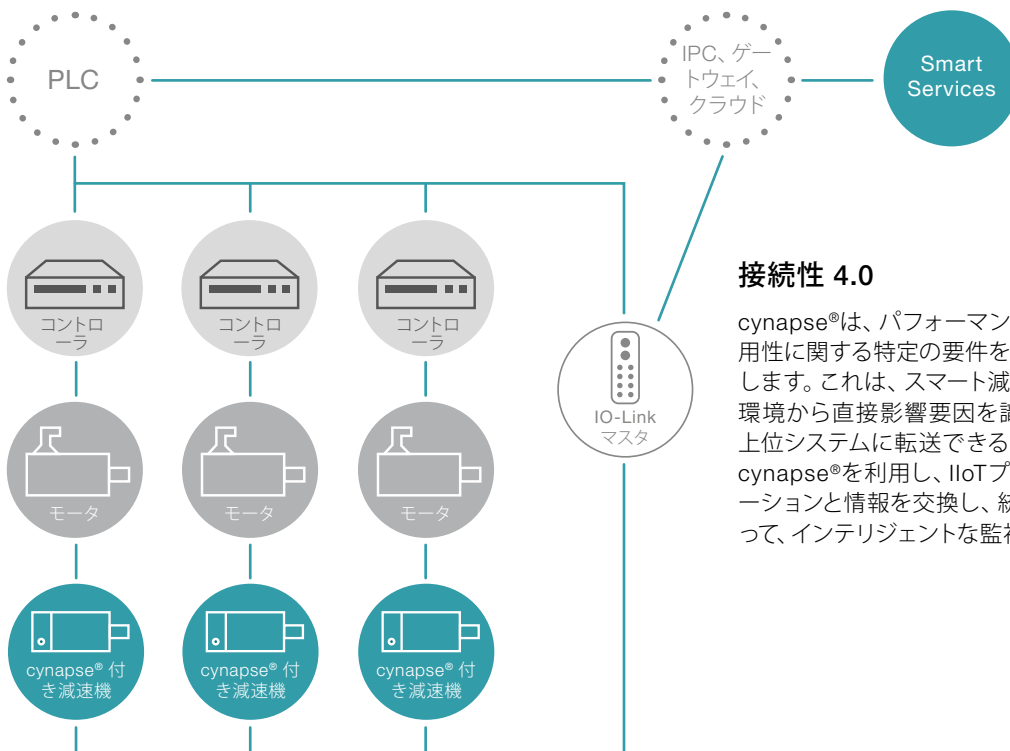 PLC
IPC、ゲー
トウェイ、
クラウド
Smart
Services
コントロ
ーラ
コントロ
ーラ
コントロ
ーラ
モータ
モータ
モータ
cynapse® 付
き減速機
cynapse® 付
き減速機
cynapse® 付
き減速機
IO-Link
マスタ
接続性 4.0
cynapse®は、パフォーマン
用性に関する特定の要件を
します。これは、スマート減
環境から直接影響要因を
上位システムに転送できる
cynapse®を利用し、IIoTプ
ーションと情報を交換し、
って、インテリジェントな監